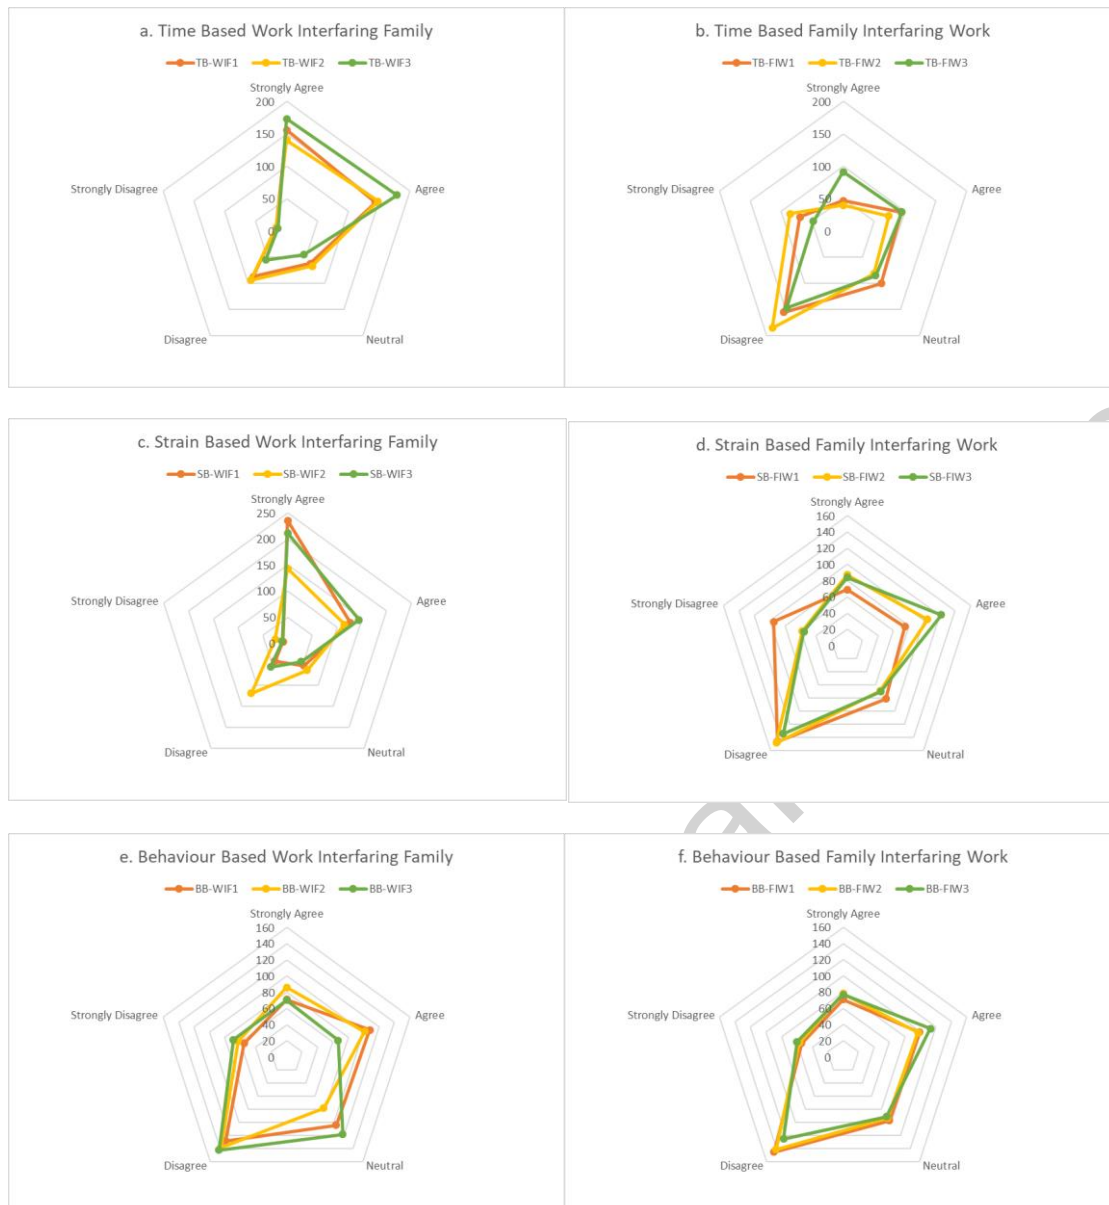 a. Time Based Work Interfaring Family
TB-WIF1 TB-WIF2 TB-WIF3
Strongly Agree
200
150
100
50
0
Agree
Neutral
Disagree
Strongly Disagree
b. Time Based Family Interfaring Work
TB-FIW1 TB-FIW2 TB-FIW3
Strongly Agree
200
150
100
50
0
Agree
Neutral
Disagree
Strongly Disagree
c. Strain Based Work Interfaring Family
SB-WIF1 SB-WIF2 SB-WIF3
Strongly Agree
250
200
150
100
50
0
Agree
Neutral
Disagree
Strongly Disagree
d. Strain Based Family Interfaring Work
SB-FIW1 SB-FIW2 SB-FIW3
Strongly Agree
160
140
120
100
80
60
40
20
0
Agree
Neutral
Disagree
Strongly Disagree
e. Behaviour Based Work Interfaring Family
BB-WIF1 BB-WIF2 BB-WIF3
Strongly Agree
160
140
120
100
80
60
40
20
0
Agree
Neutral
Disagree
Strongly Disagree
f. Behaviour Based Family Interfaring Work
BB-FIW1 BB-FIW2 BB-FIW3
Strongly Agree
160
140
120
100
80
60
40
20
0
Agree
Neutral
Disagree
Strongly Disagree